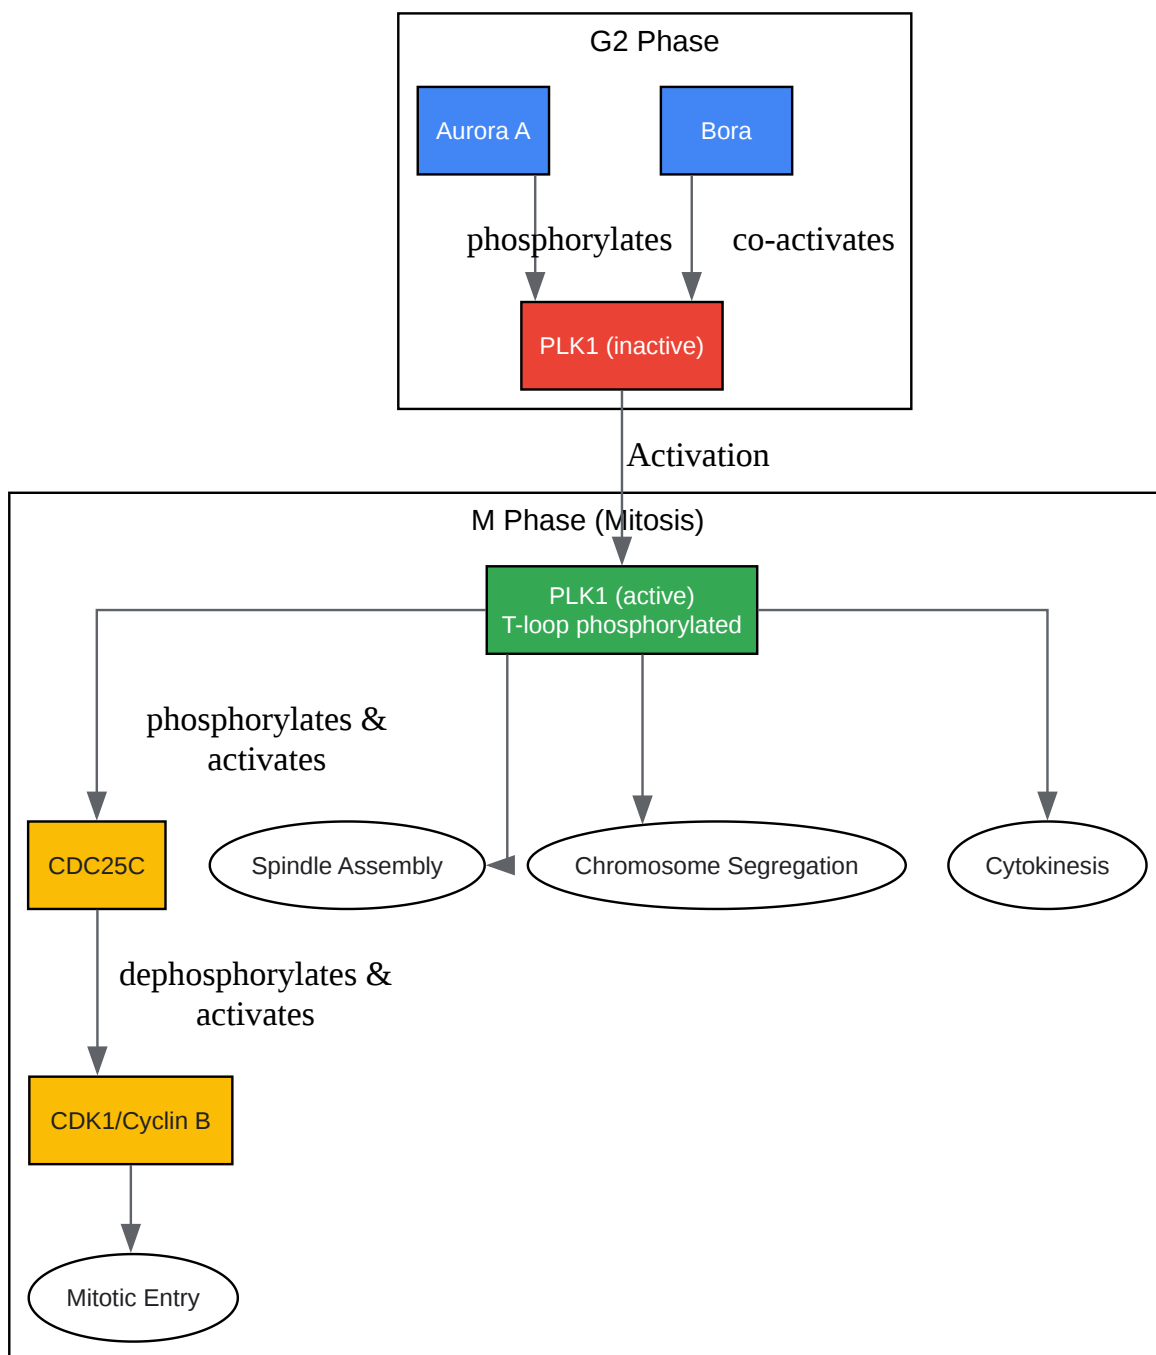 G2 Phase
Aurora A
Bora
phosphorylates
co-activates
PLK1 (inactive)
Activation
M Phase (Mitosis)
PLK1 (active)
T-loop phosphorylated
phosphorylates &
activates
CDC25C
Spindle Assembly
Chromosome Segregation
Cytokinesis
dephosphorylates &
activates
CDK1/Cyclin B
Mitotic Entry